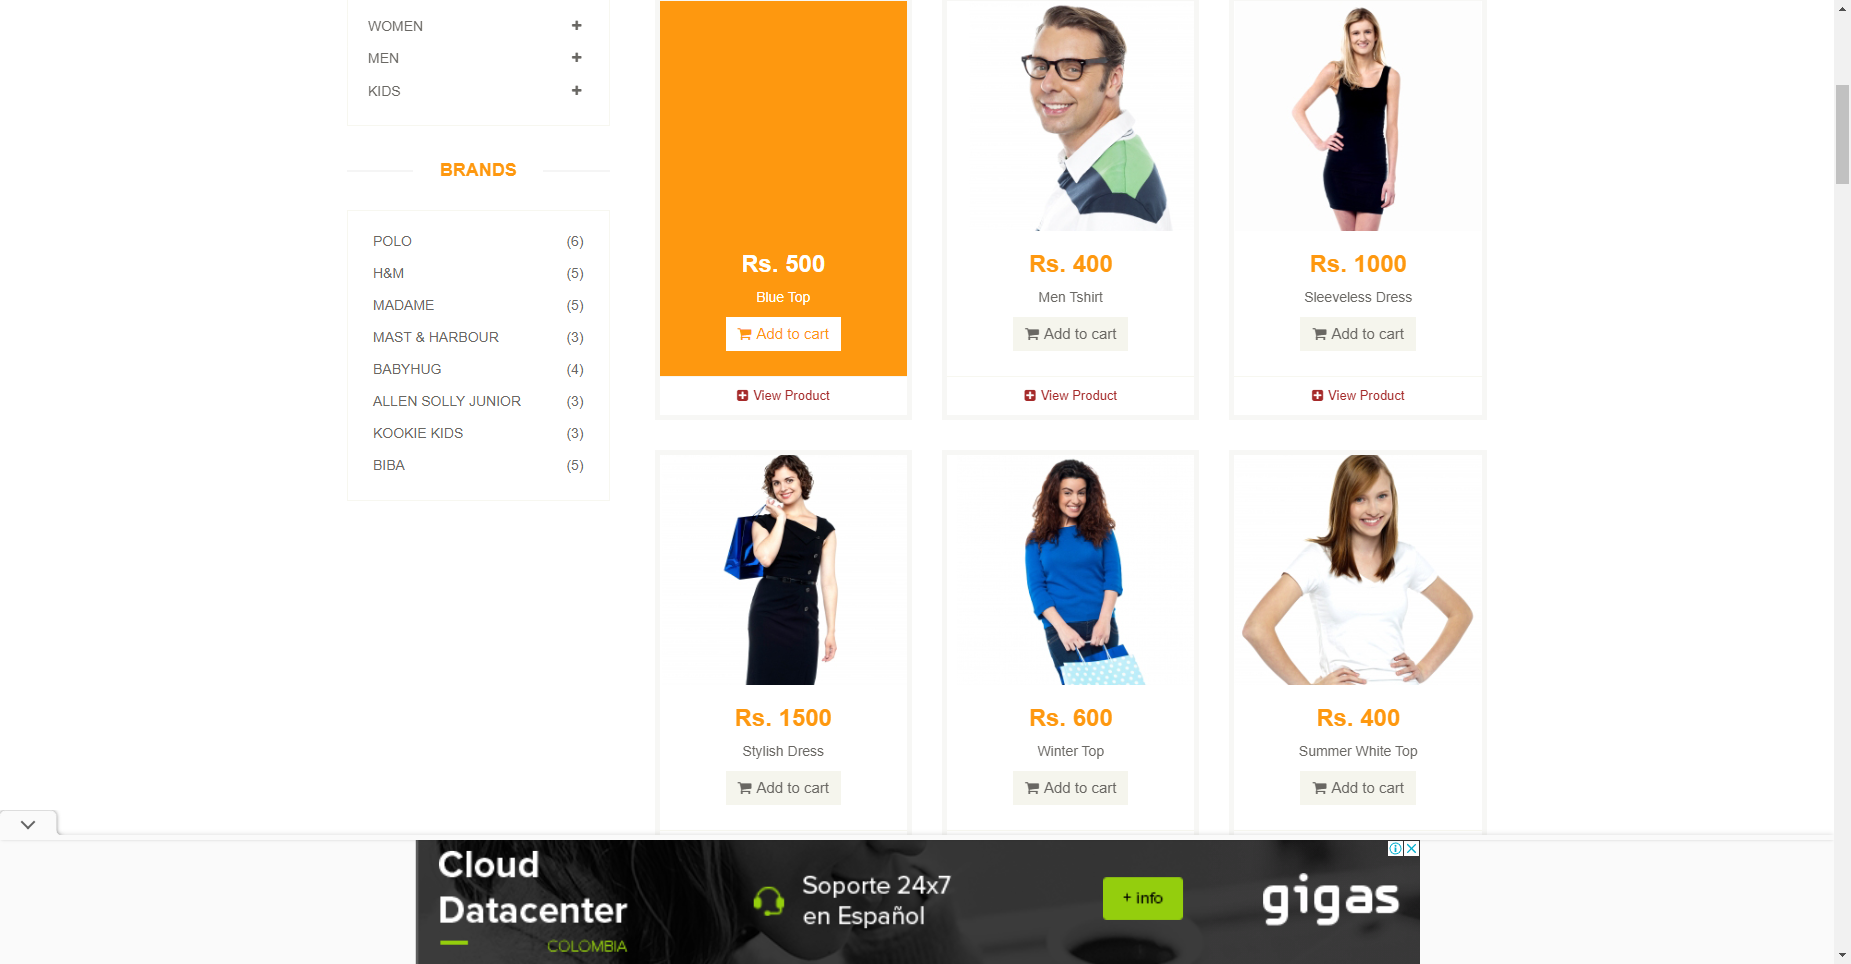 WOMEN
MEN
KIDS
BRANDS
POLO (6)
H&M (5)
MADAME (5)
MAST & HARBOUR (3)
BABYHUG (4)
ALLEN SOLLY JUNIOR (3)
KOOKIE KIDS (3)
BIBA (5)
Rs. 500
Blue Top
Add to cart
View Product
Rs. 400
Men Tshirt
Add to cart
View Product
Rs. 1000
Sleeveless Dress
Add to cart
View Product
Rs. 1500
Stylish Dress
Add to cart
Rs. 600
Winter Top
Add to cart
Rs. 400
Summer White Top
Add to cart
Cloud
Datacenter
COLOMBIA
Soporte 24x7
en Español
+ info
gigas